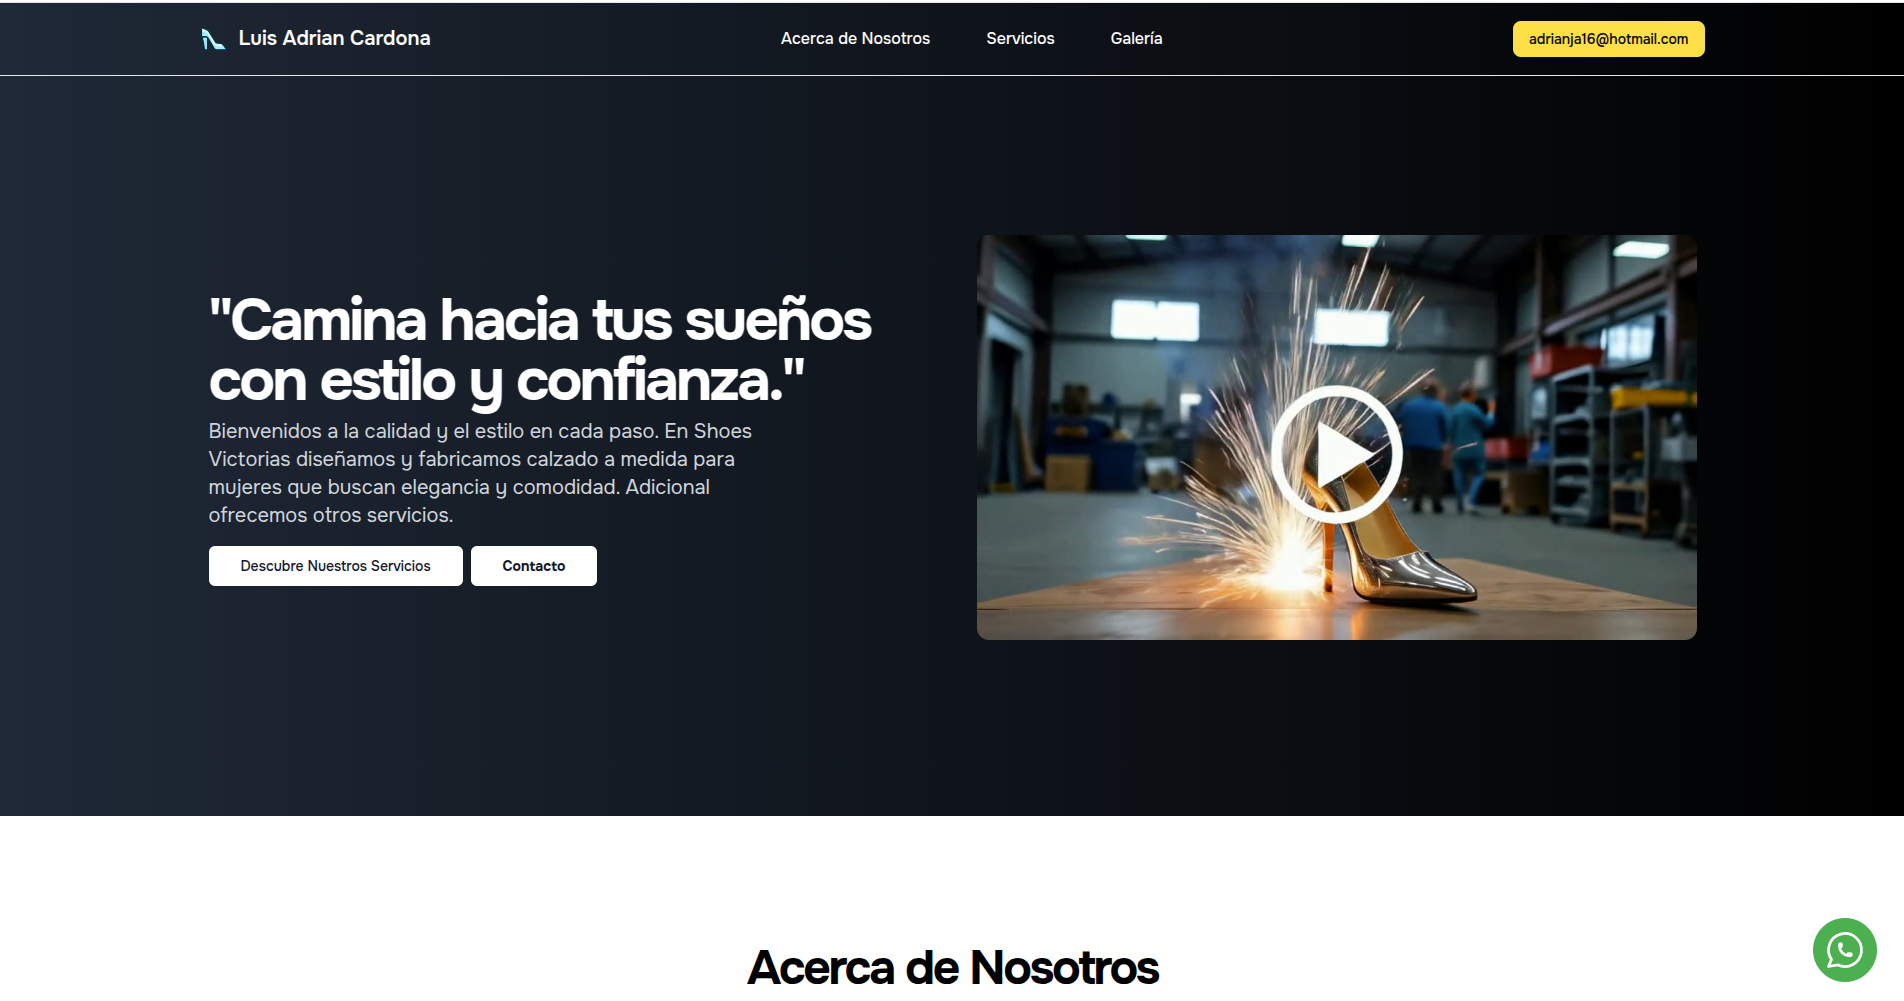 Luis Adrian Cardona
Acerca de Nosotros
Servicios
Galería
adrianja16@hotmail.com
"Camina hacia tus sueños
con estilo y confianza."
Bienvenidos a la calidad y el estilo en cada paso. En Shoes
Victorias diseñamos y fabricamos calzado a medida para
mujeres que buscan elegancia y comodidad. Adicional
ofrecemos otros servicios.
Descubre Nuestros Servicios
Contacto
Acerca de Nosotros